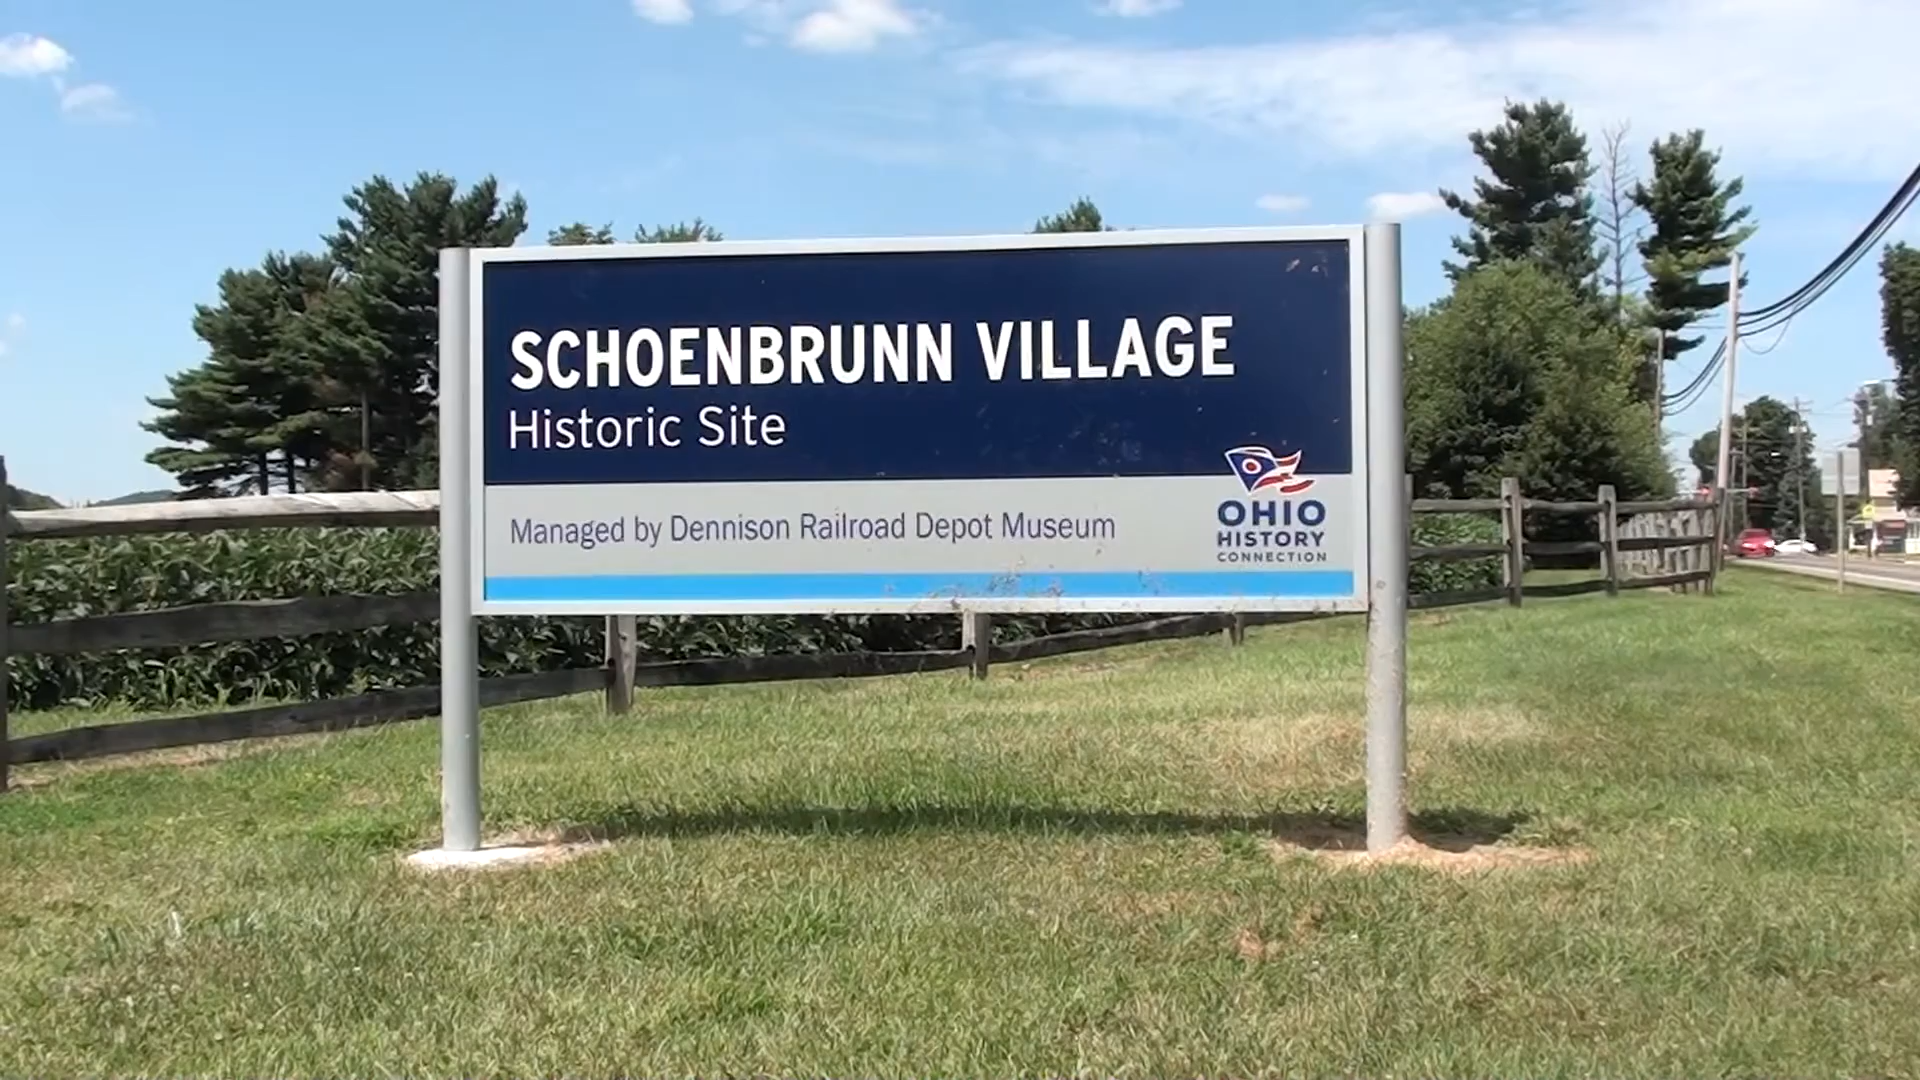 SCHOENBRUNN VILLAGE
Historic Site
Managed by Dennison Railroad Depot Museum
OHIO
HISTORY
CONNECTION